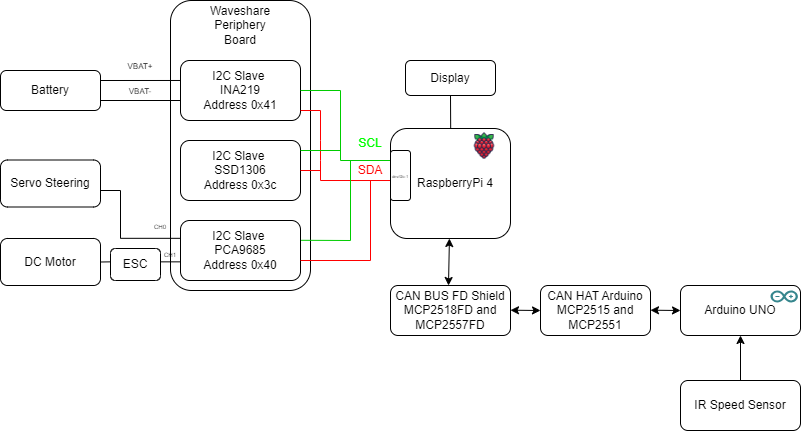 Waveshare
Periphery
Board
VBAT+
Battery
VBAT-
I2C Slave
INA219
Address 0x41
Display
SCL
I2C Slave
SSD1306
Address 0x3c
SDA
RaspberryPi 4
Servo Steering
CH0
I2C Slave
PCA9685
Address 0x40
DC Motor
ESC
CH1
CAN BUS FD Shield
MCP2518FD and
MCP2557FD
CAN HAT Arduino
MCP2515 and
MCP2551
Arduino UNO
IR Speed Sensor